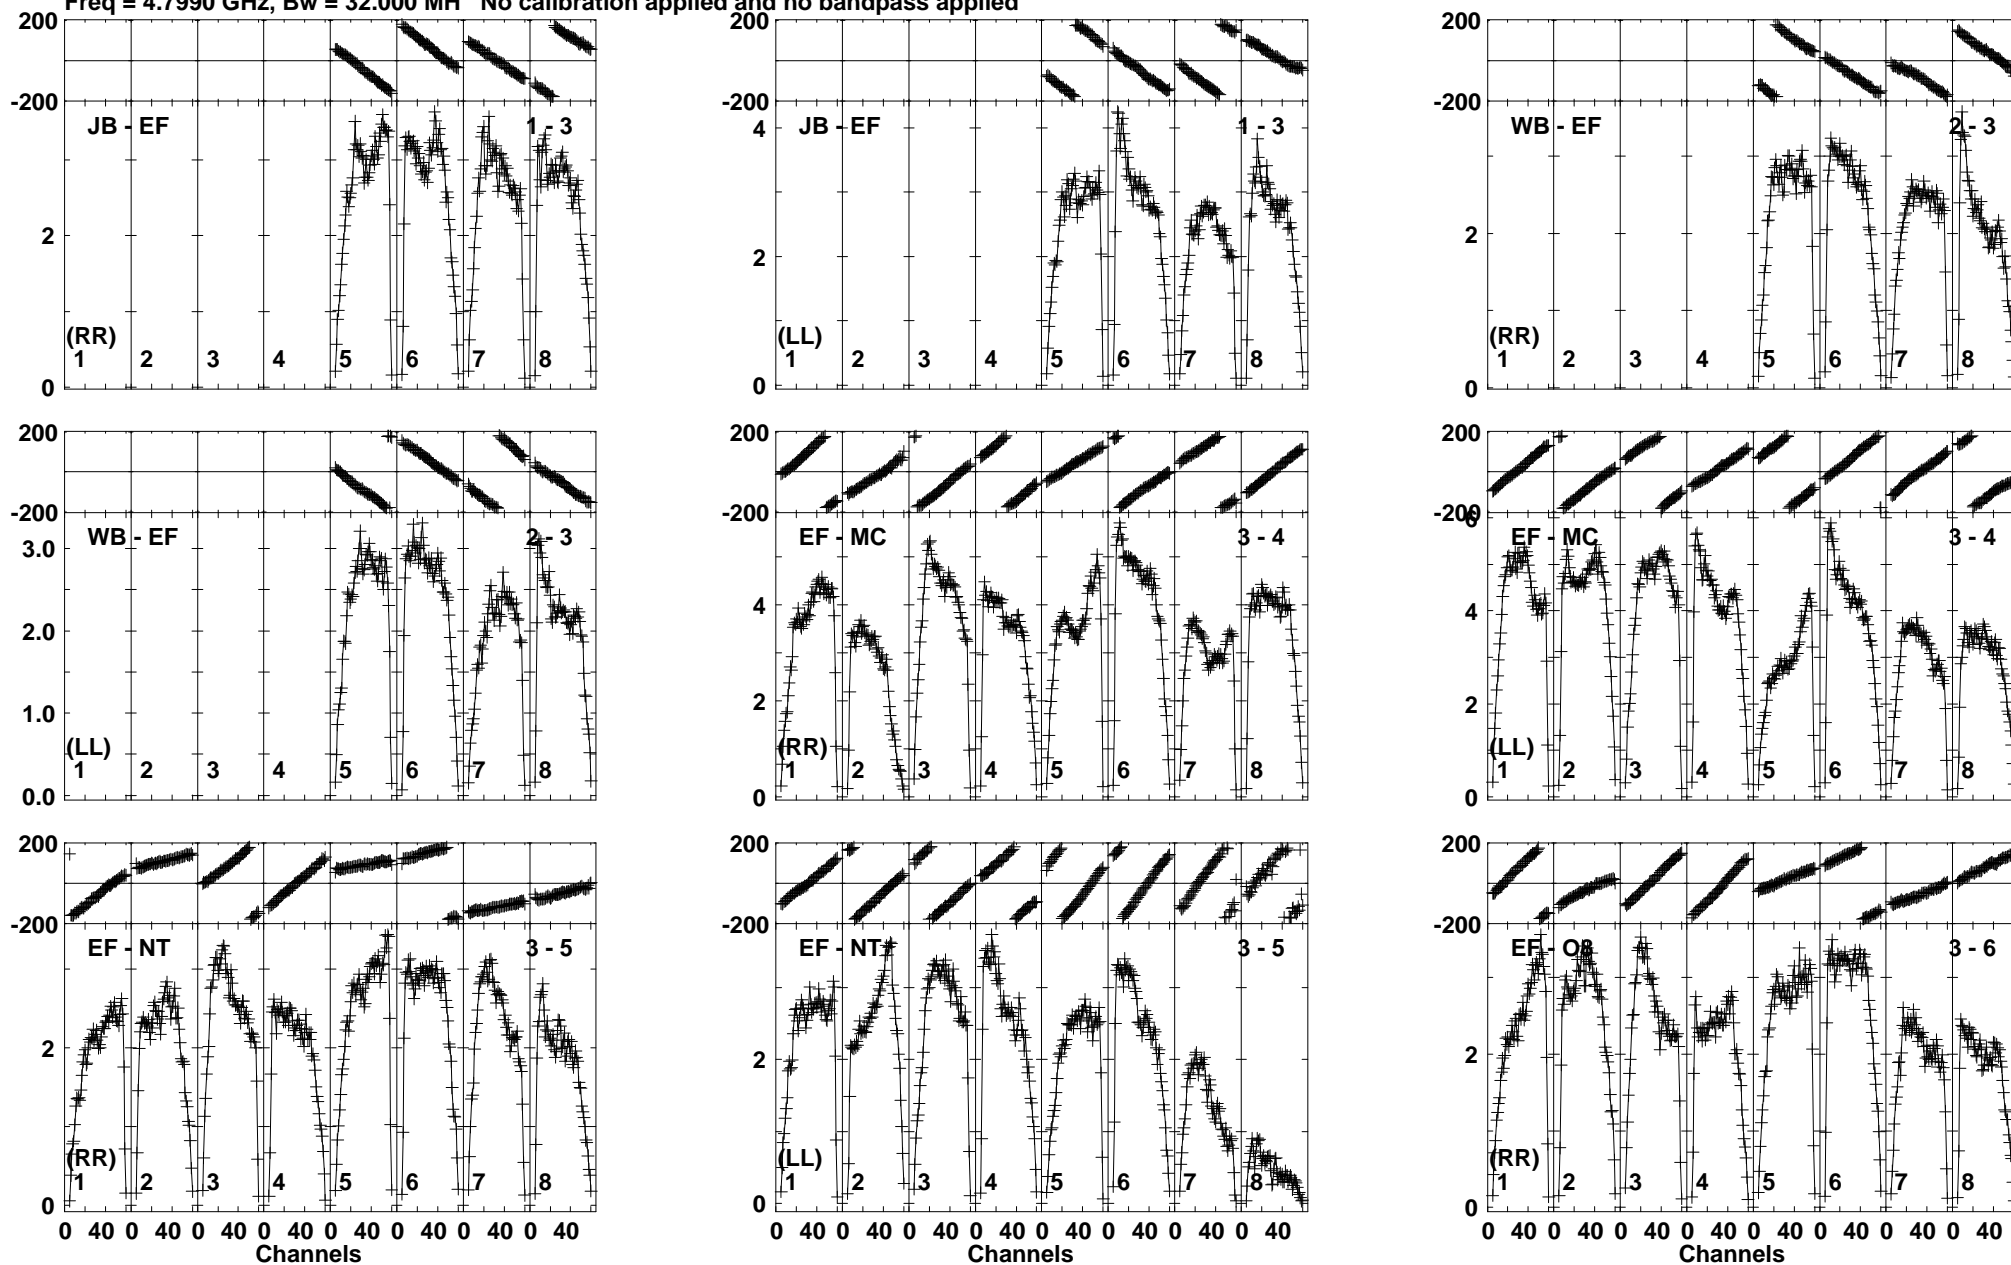 Freq = 4.7990 GHz, Bw = 32.000 MH No calibration applied and no bandpass applied
200 200 200
-200 -200 -200
JB - EF 1 - 3 JB - EF 1 - 3 WB - EF 2 - 3
4
2 2 2
(RR) (LL) (RR)
1 2 3 4 5 6 7 8 1 2 3 4 5 6 7 8 1 2 3 4 5 6 7 8
0 0 0
200 200 200
-200 -200 -200
6
WB - EF 2 - 3 EF - MC 3 - 4 EF - MC 3 - 4
3.0
4 4
2.0
2 2
1.0
(LL) (RR) (LL)
1 2 3 4 5 6 7 8 1 2 3 4 5 6 7 8 1 2 3 4 5 6 7 8
0.0 0 0
200 200 200
-200 -200 -200
EF - NT 3 - 5 EF - NT 3 - 5 EF - O8 3 - 6
2 2 2
(RR) (LL) (RR)
1 2 3 4 5 6 7 8 1 2 3 4 5 6 7 8 1 2 3 4 5 6 7 8
0 0 0
0 40 0 40 0 40 0 40 0 40 0 40 0 40 0 40 0 40 0 40 0 40 0 40 0 40 0 40 0 40 0 40 0 40 0 40 0 40 0 40 0 40 0 40 0 40 0 40
Channels Channels Channels